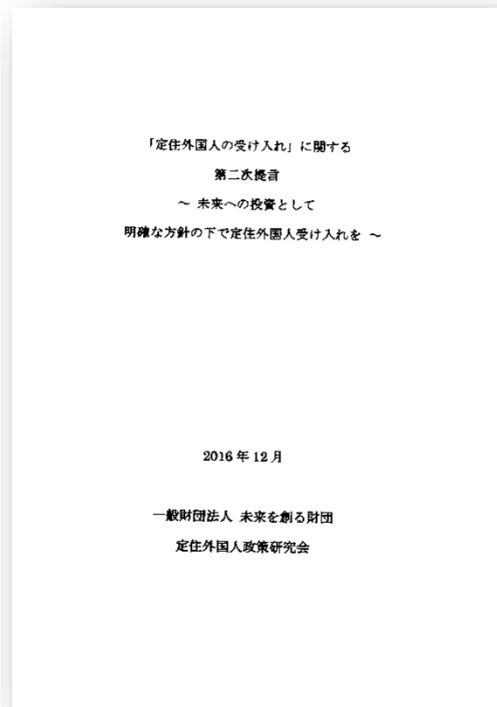 「定住外国人の受け入れ」に関する
第二次提言
～ 未来への投資として
明確な方針の下で定住外国人受け入れを ～
2016年12月
一般財団法人 未来を創る財団
定住外国人政策研究会